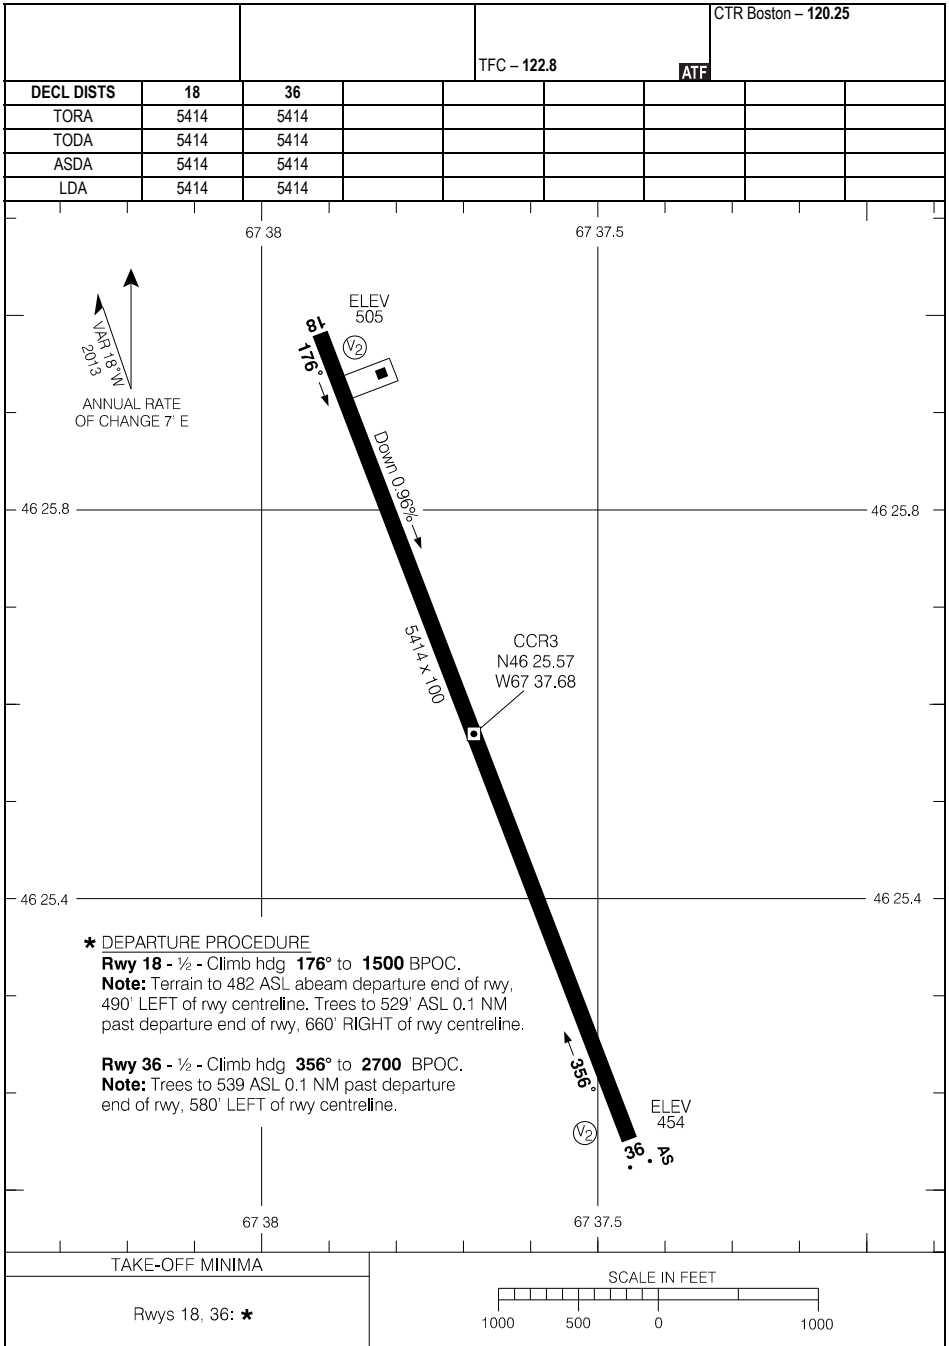 CTR Boston – 120.25
TFC – 122.8
ATF
DECL DISTS 18 36
TORA 5414 5414
TODA 5414 5414
ASDA 5414 5414
LDA 5414 5414
67 38 67 37.5
VAR 18°W
2013
ANNUAL RATE
OF CHANGE 7' E
18
176°
V2
ELEV
505
Down 0.96%
46 25.8 46 25.8
5414 x 100
CCR3
N46 25.57
W67 37.68
46 25.4 46 25.4
* DEPARTURE PROCEDURE
Rwy 18 - ½ - Climb hdg 176° to 1500 BPOC.
Note: Terrain to 482 ASL abeam departure end of rwy,
490' LEFT of rwy centreline. Trees to 529' ASL 0.1 NM
past departure end of rwy, 660' RIGHT of rwy centreline.
Rwy 36 - ½ - Climb hdg 356° to 2700 BPOC.
Note: Trees to 539 ASL 0.1 NM past departure
end of rwy, 580' LEFT of rwy centreline.
356°
ELEV
454
V2
36
AS
67 38 67 37.5
TAKE-OFF MINIMA
Rwys 18, 36: *
SCALE IN FEET
1000 500 0 1000